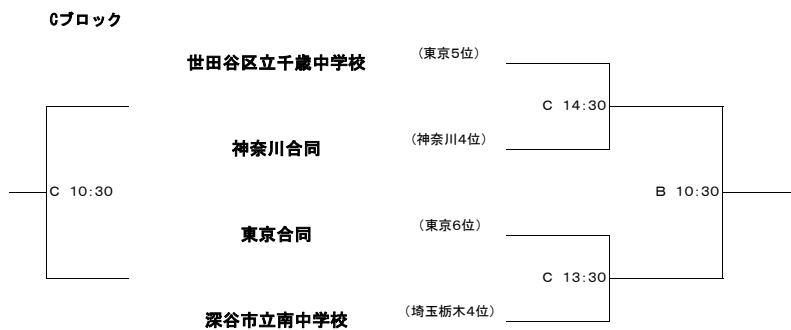 Cブロック
世田谷区立千歳中学校 (東京5位)
C 14:30
神奈川合同 (神奈川4位)
C 10:30
B 10:30
東京合同 (東京6位)
C 13:30
深谷市立南中学校 (埼玉栃木4位)